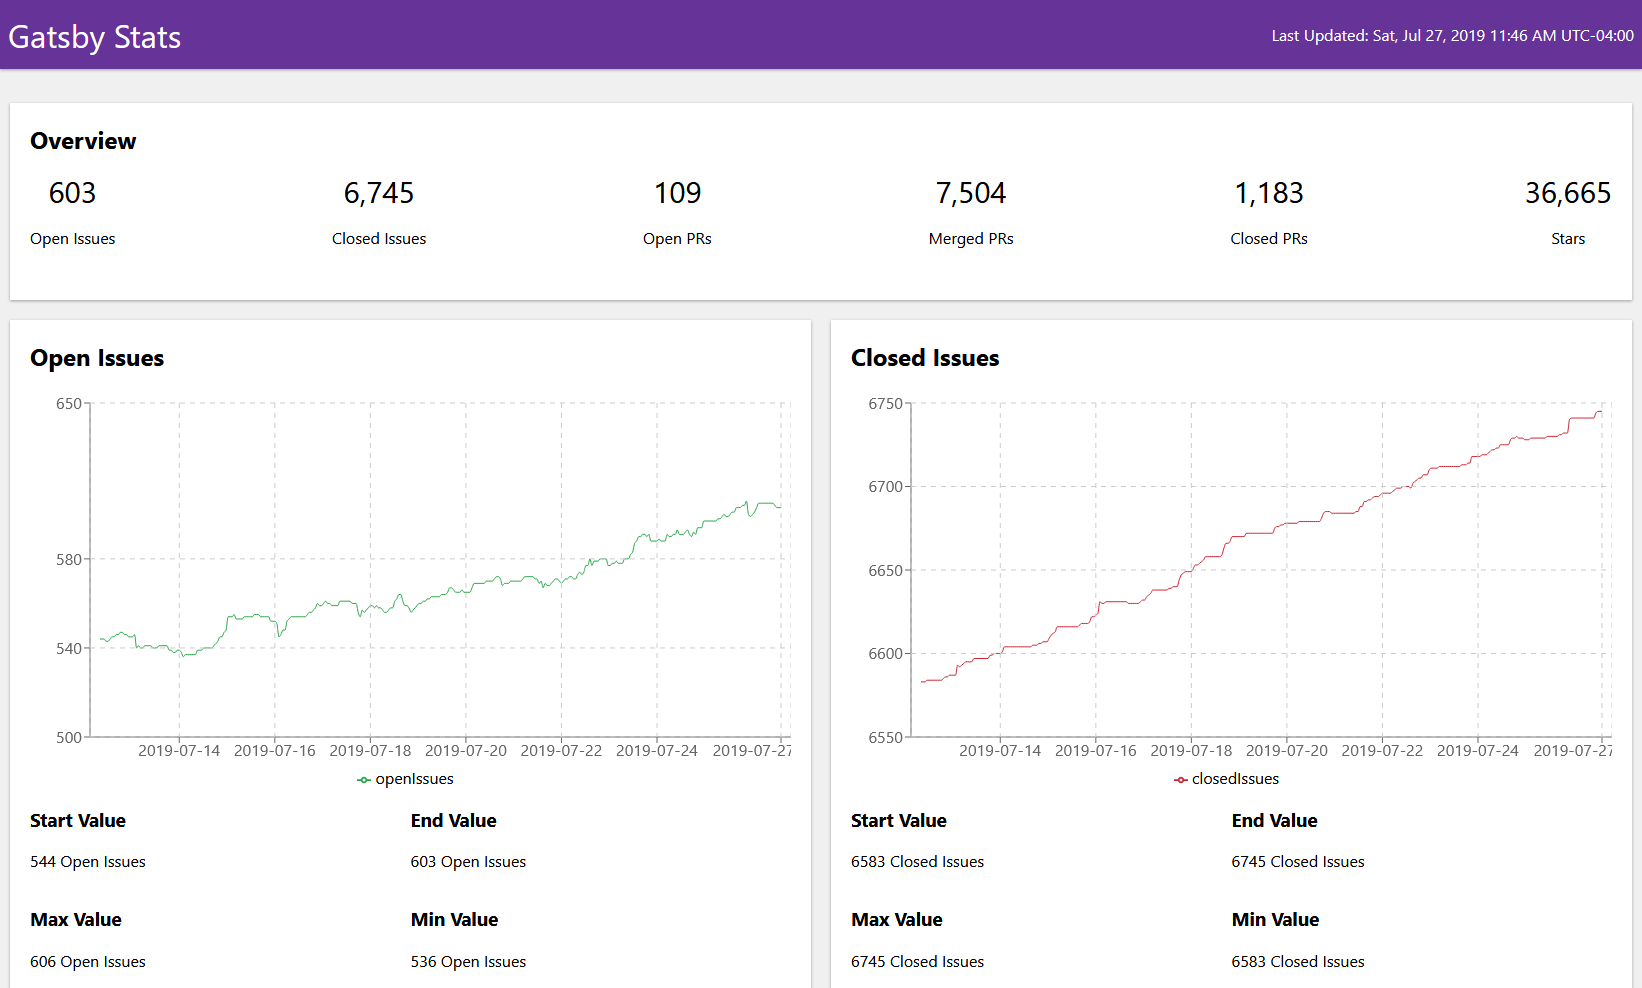 Gatsby Stats
Last Updated: Sat, Jul 27, 2019 11:46 AM UTC-04:00
Overview
603 6,745 109 7,504 1,183 36,665
Open Issues Closed Issues Open PRs Merged PRs Closed PRs Stars
Open Issues
650
580
540
500
2019-07-14 2019-07-16 2019-07-18 2019-07-20 2019-07-22 2019-07-24 2019-07-27
openIssues
Start Value End Value
544 Open Issues 603 Open Issues
Max Value Min Value
606 Open Issues 536 Open Issues
Closed Issues
6750
6700
6650
6600
6550
2019-07-14 2019-07-16 2019-07-18 2019-07-20 2019-07-22 2019-07-24 2019-07-27
closedIssues
Start Value End Value
6583 Closed Issues 6745 Closed Issues
Max Value Min Value
6745 Closed Issues 6583 Closed Issues